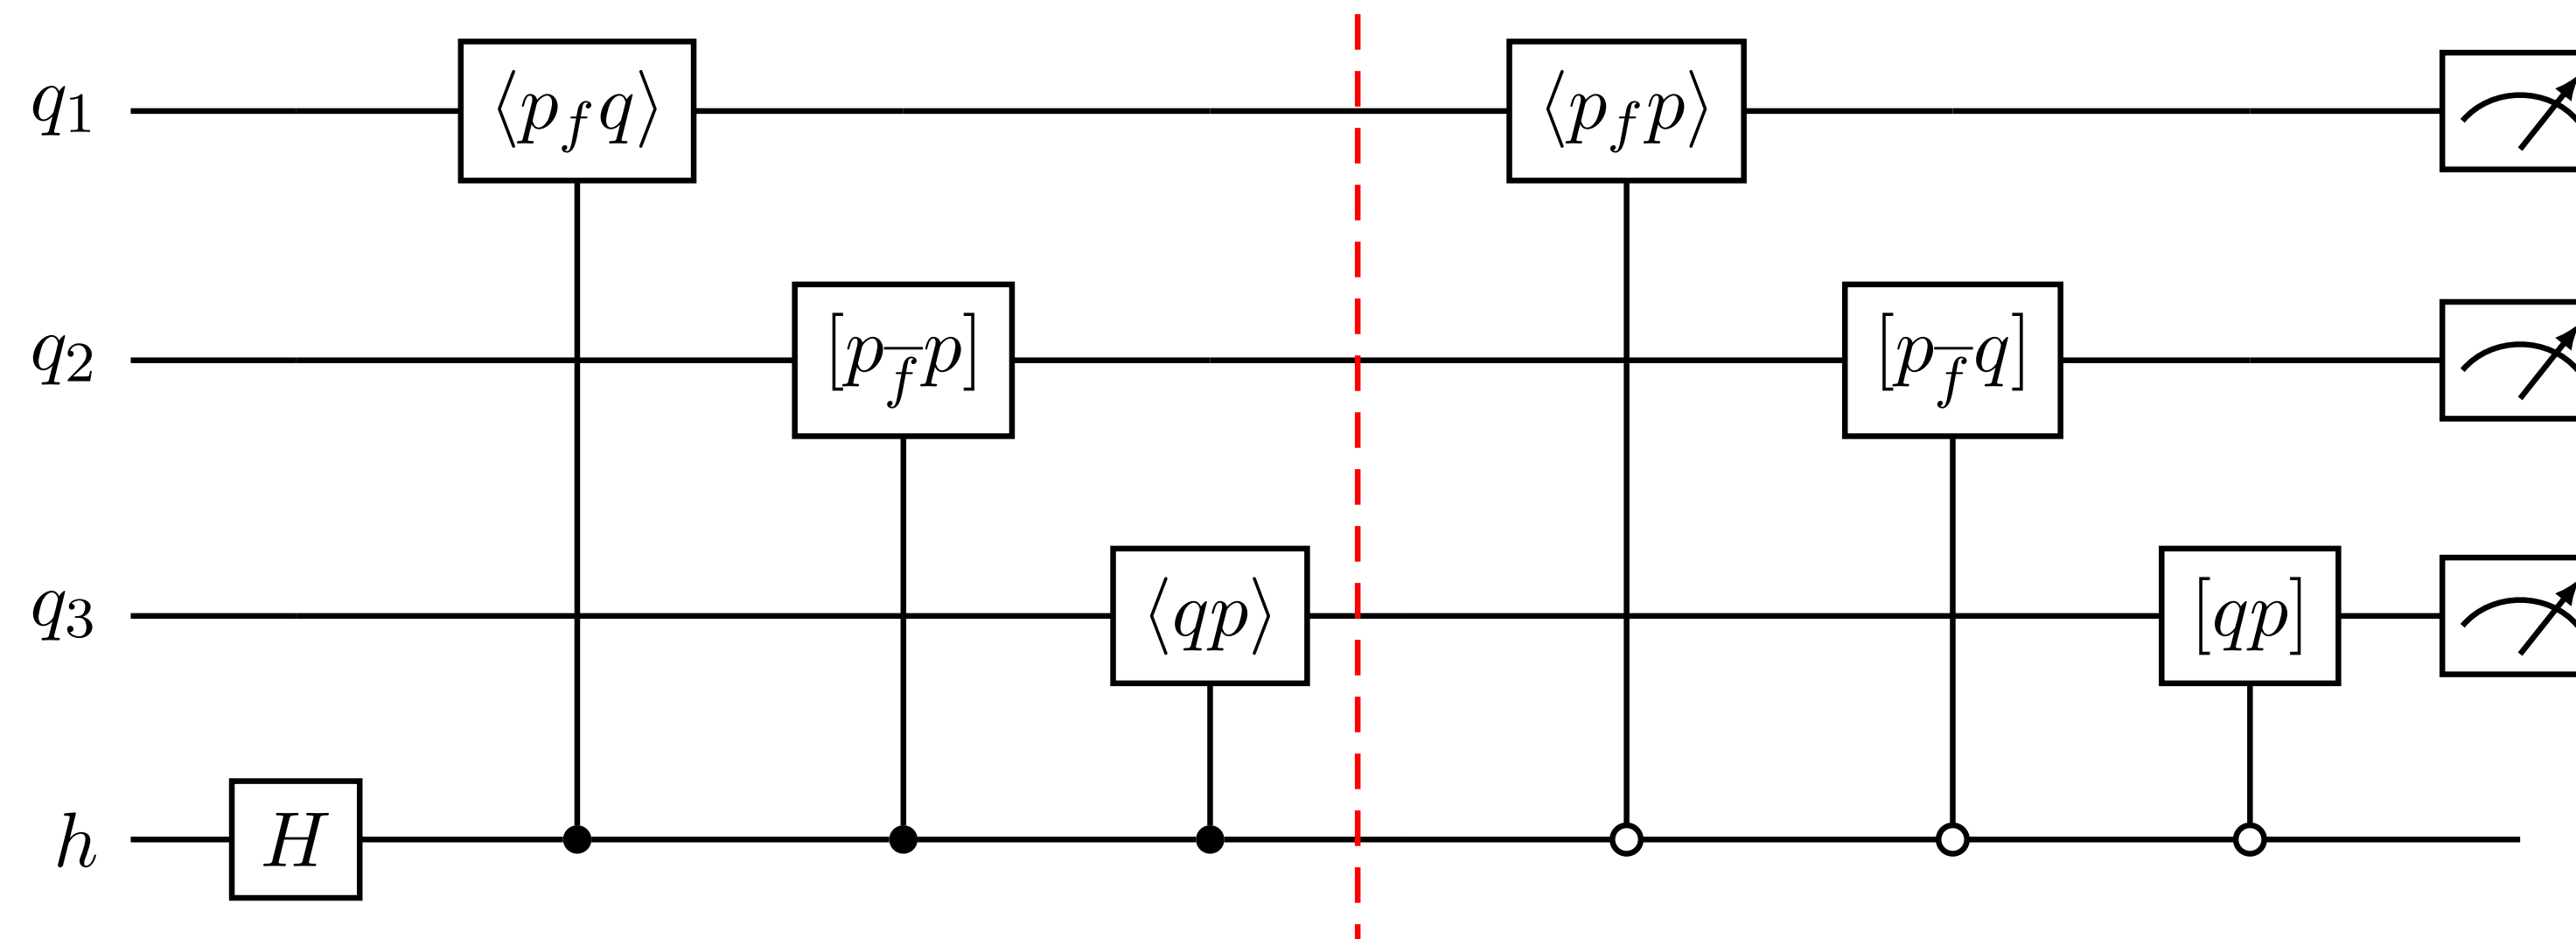 q₁ ⟨p_f q⟩ ⟨p_f p⟩
q₂ [p_f̅ p] [p_f̅ q]
q₃ ⟨qp⟩ [qp]
h H